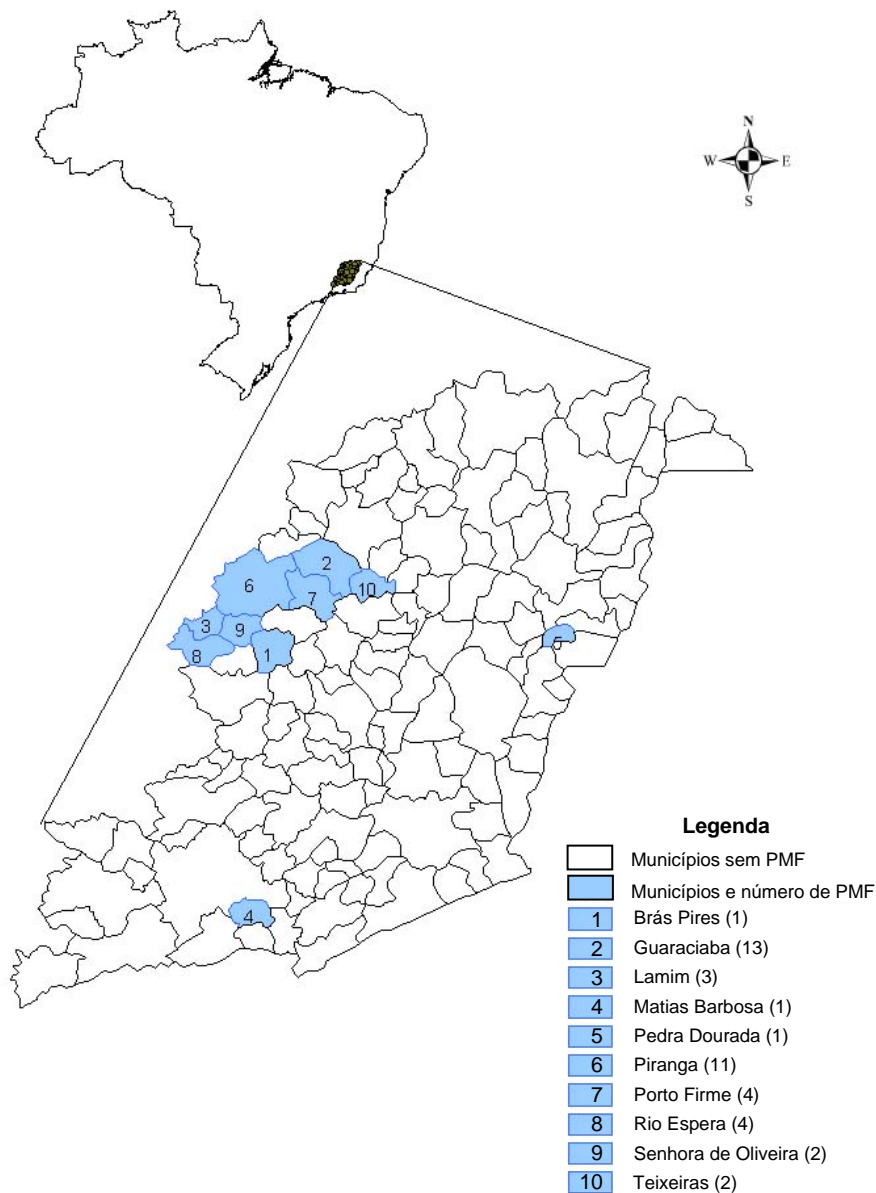 N
W E
S
2
6
10
7
3
9
5
1
8
4
Legenda
Municípios sem PMF
Municípios e número de PMF
1 Brás Pires (1)
2 Guaraciaba (13)
3 Lamim (3)
4 Matias Barbosa (1)
5 Pedra Dourada (1)
6 Piranga (11)
7 Porto Firme (4)
8 Rio Espera (4)
9 Senhora de Oliveira (2)
10 Teixeiras (2)